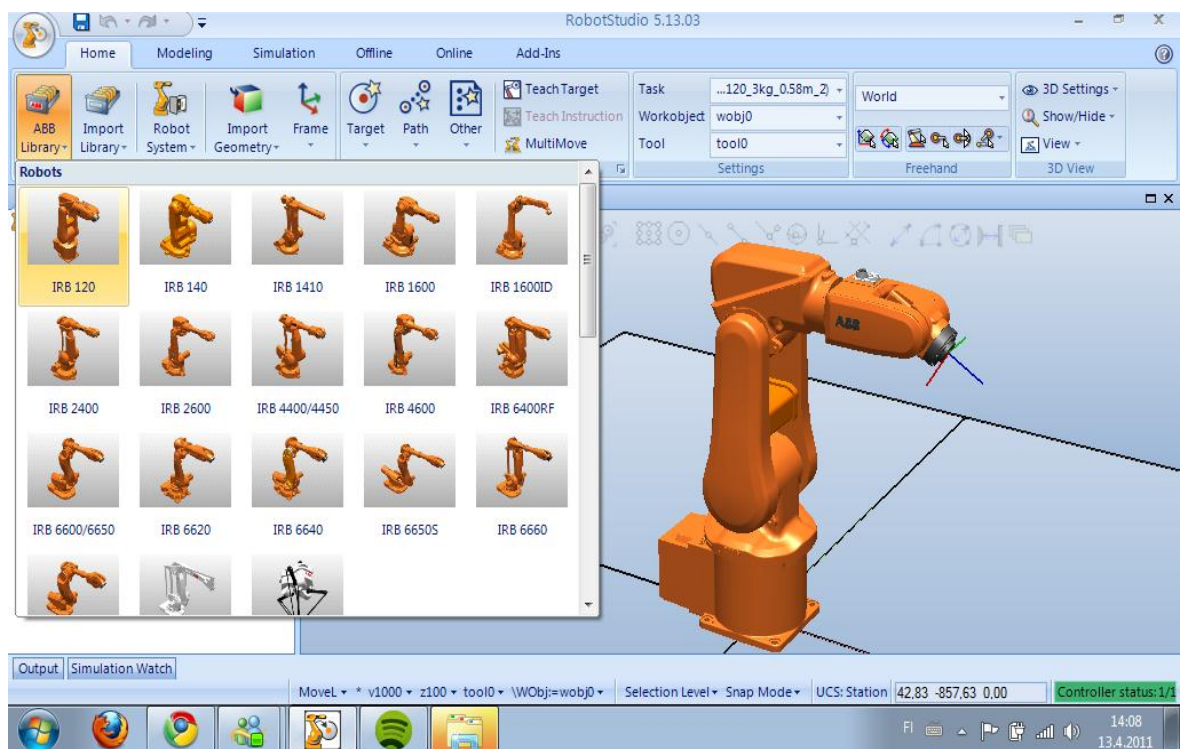 RobotStudio 5.13.03
Home Modeling Simulation Offline Online Add-Ins
ABB Library
Import Library
Robot System
Import Geometry
Frame
Target
Path
Other
Teach Target
Teach Instruction
MultiMove
Task ...120_3kg_0.58m_2)
Workobject wobj0
Tool tool0
Settings
World
Freehand
3D Settings
Show/Hide
View
3D View
Robots
IRB 120 IRB 140 IRB 1410 IRB 1600 IRB 1600ID
IRB 2400 IRB 2600 IRB 4400/4450 IRB 4600 IRB 6400RF
IRB 6600/6650 IRB 6620 IRB 6640 IRB 6650S IRB 6660
ABB
Output Simulation Watch
MoveL * v1000 z100 tool0 \WObj:=wobj0 Selection Level Snap Mode UCS: Station 42,83 -857,63 0,00 Controller status: 1/1
FI 14:08
13.4.2011